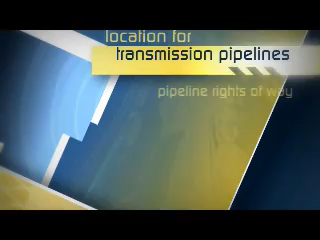 location for
transmission pipelines
pipeline rights of way